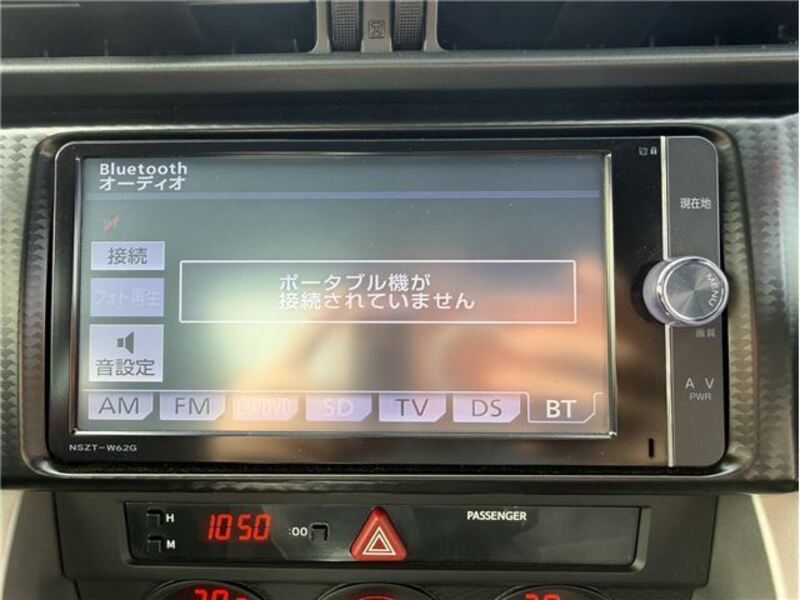 Bluetooth
オーディオ
現在地
接続
フォト再生
ポータブル機が
接続されていません
MENU
画質
音設定
A V
PWR
AM FM CD/DVD SD TV DS BT
NSZT-W62G
H
10:50 :00
M
PASSENGER